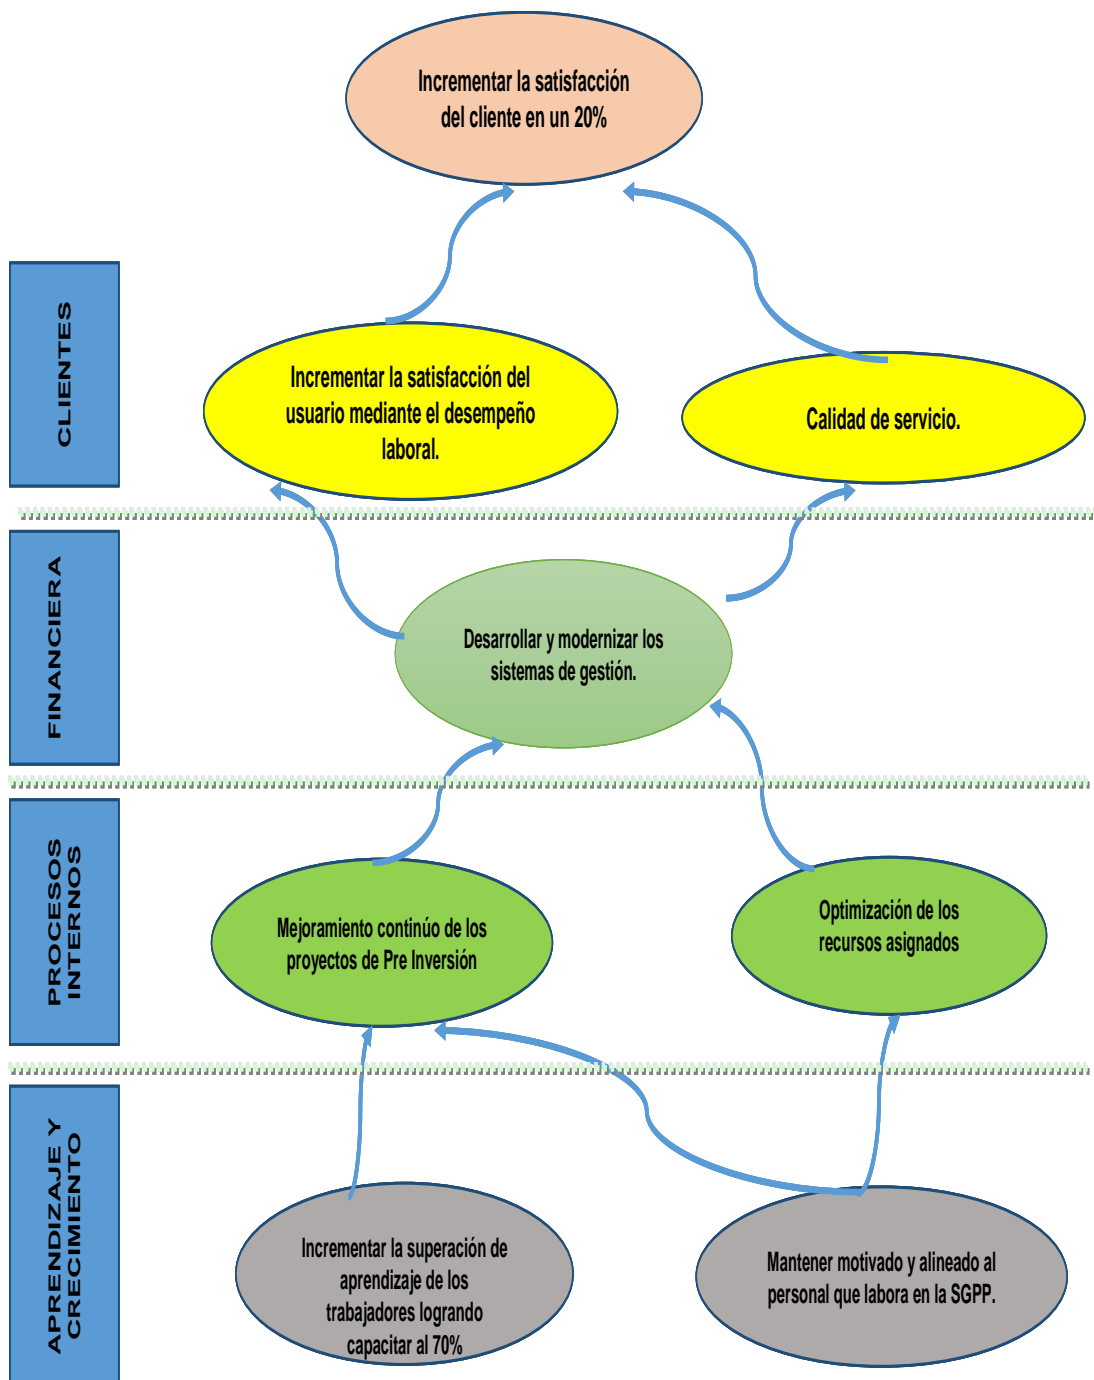 Incrementar la satisfacción
del cliente en un 20%
CLIENTES
Incrementar la satisfacción del
usuario mediante el desempeño
laboral.
Calidad de servicio.
FINANCIERA
Desarrollar y modernizar los
sistemas de gestión.
PROCESOS
INTERNOS
Mejoramiento continúo de los
proyectos de Pre Inversión
Optimización de los
recursos asignados
APRENDIZAJE Y
CRECIMIENTO
Incrementar la superación de
aprendizaje de los
trabajadores logrando
capacitar al 70%
Mantener motivado y alineado al
personal que labora en la SGPP.